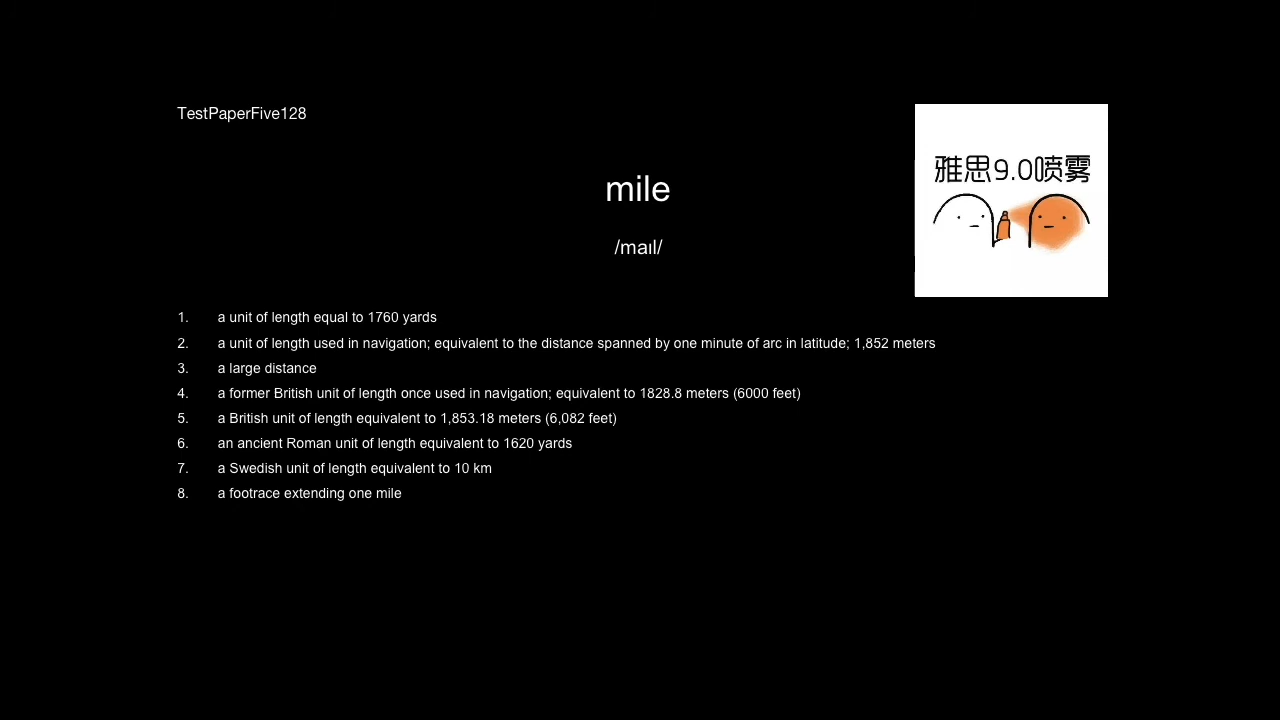 TestPaperFive128
雅思9.0喷雾
mile
/maɪl/
1. a unit of length equal to 1760 yards
2. a unit of length used in navigation; equivalent to the distance spanned by one minute of arc in latitude; 1,852 meters
3. a large distance
4. a former British unit of length once used in navigation; equivalent to 1828.8 meters (6000 feet)
5. a British unit of length equivalent to 1,853.18 meters (6,082 feet)
6. an ancient Roman unit of length equivalent to 1620 yards
7. a Swedish unit of length equivalent to 10 km
8. a footrace extending one mile